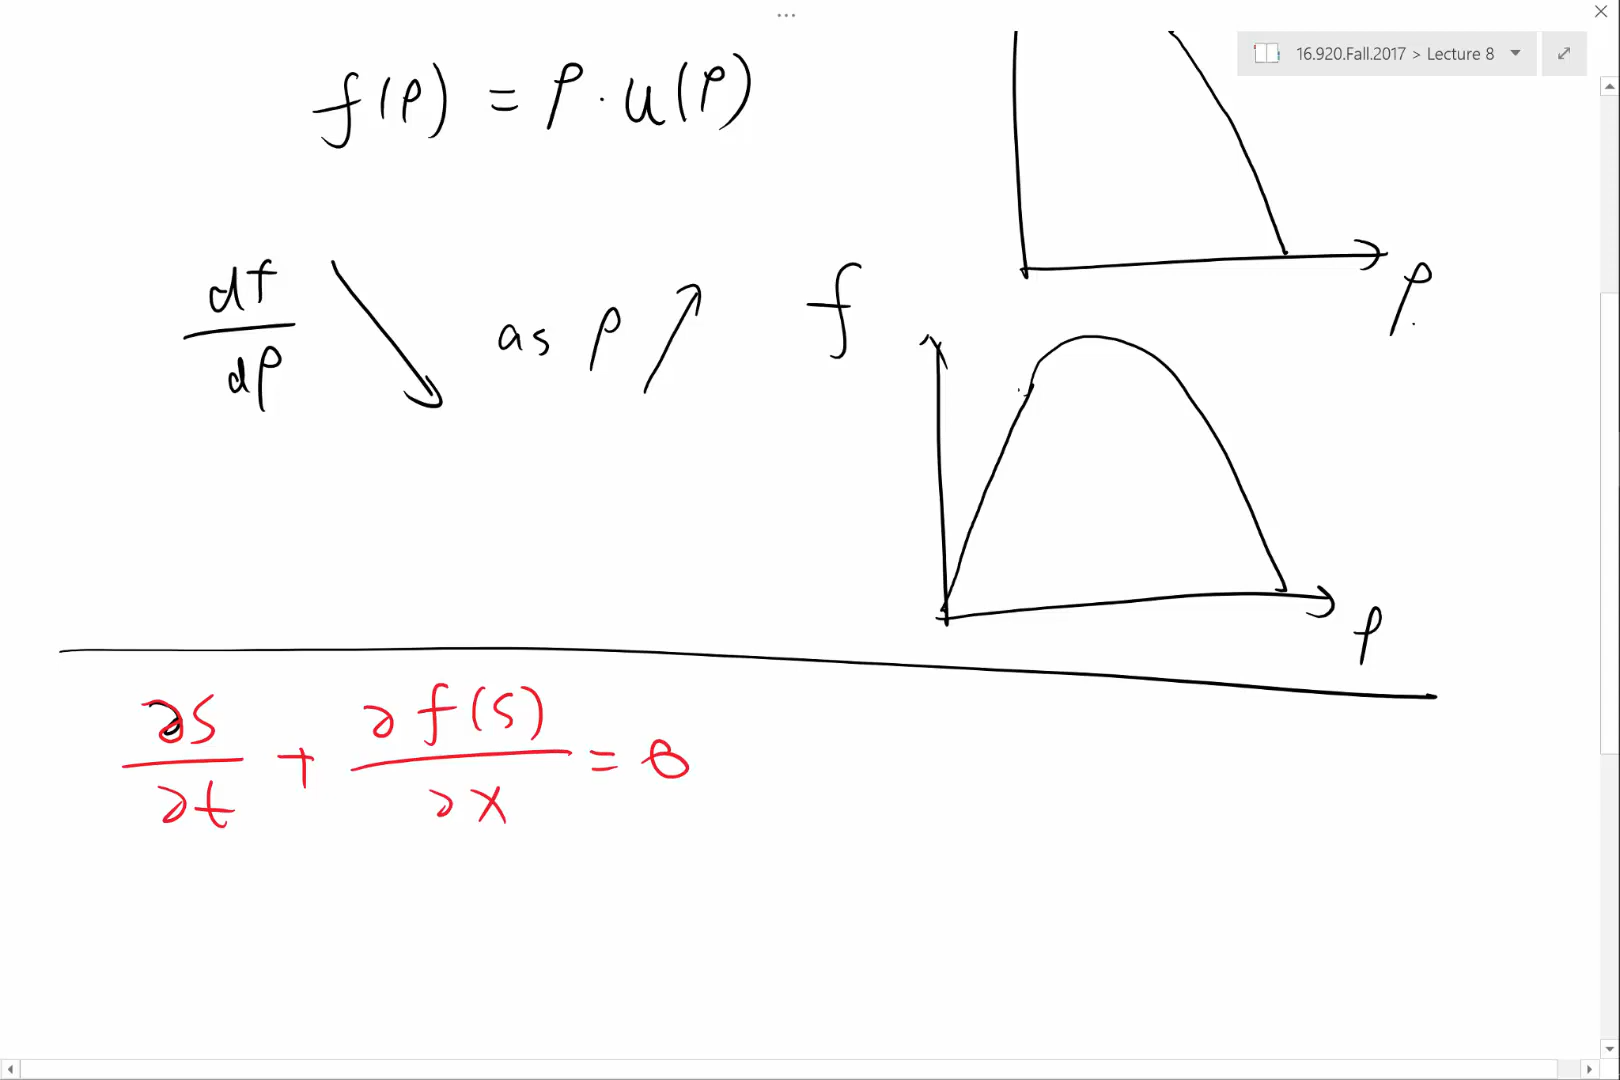 16.920.Fall.2017 > Lecture 8
f(ρ) = ρ · u(ρ)
ρ
df/dρ ↘ as ρ ↗
f
ρ
∂s/∂t + ∂f(s)/∂x = 0